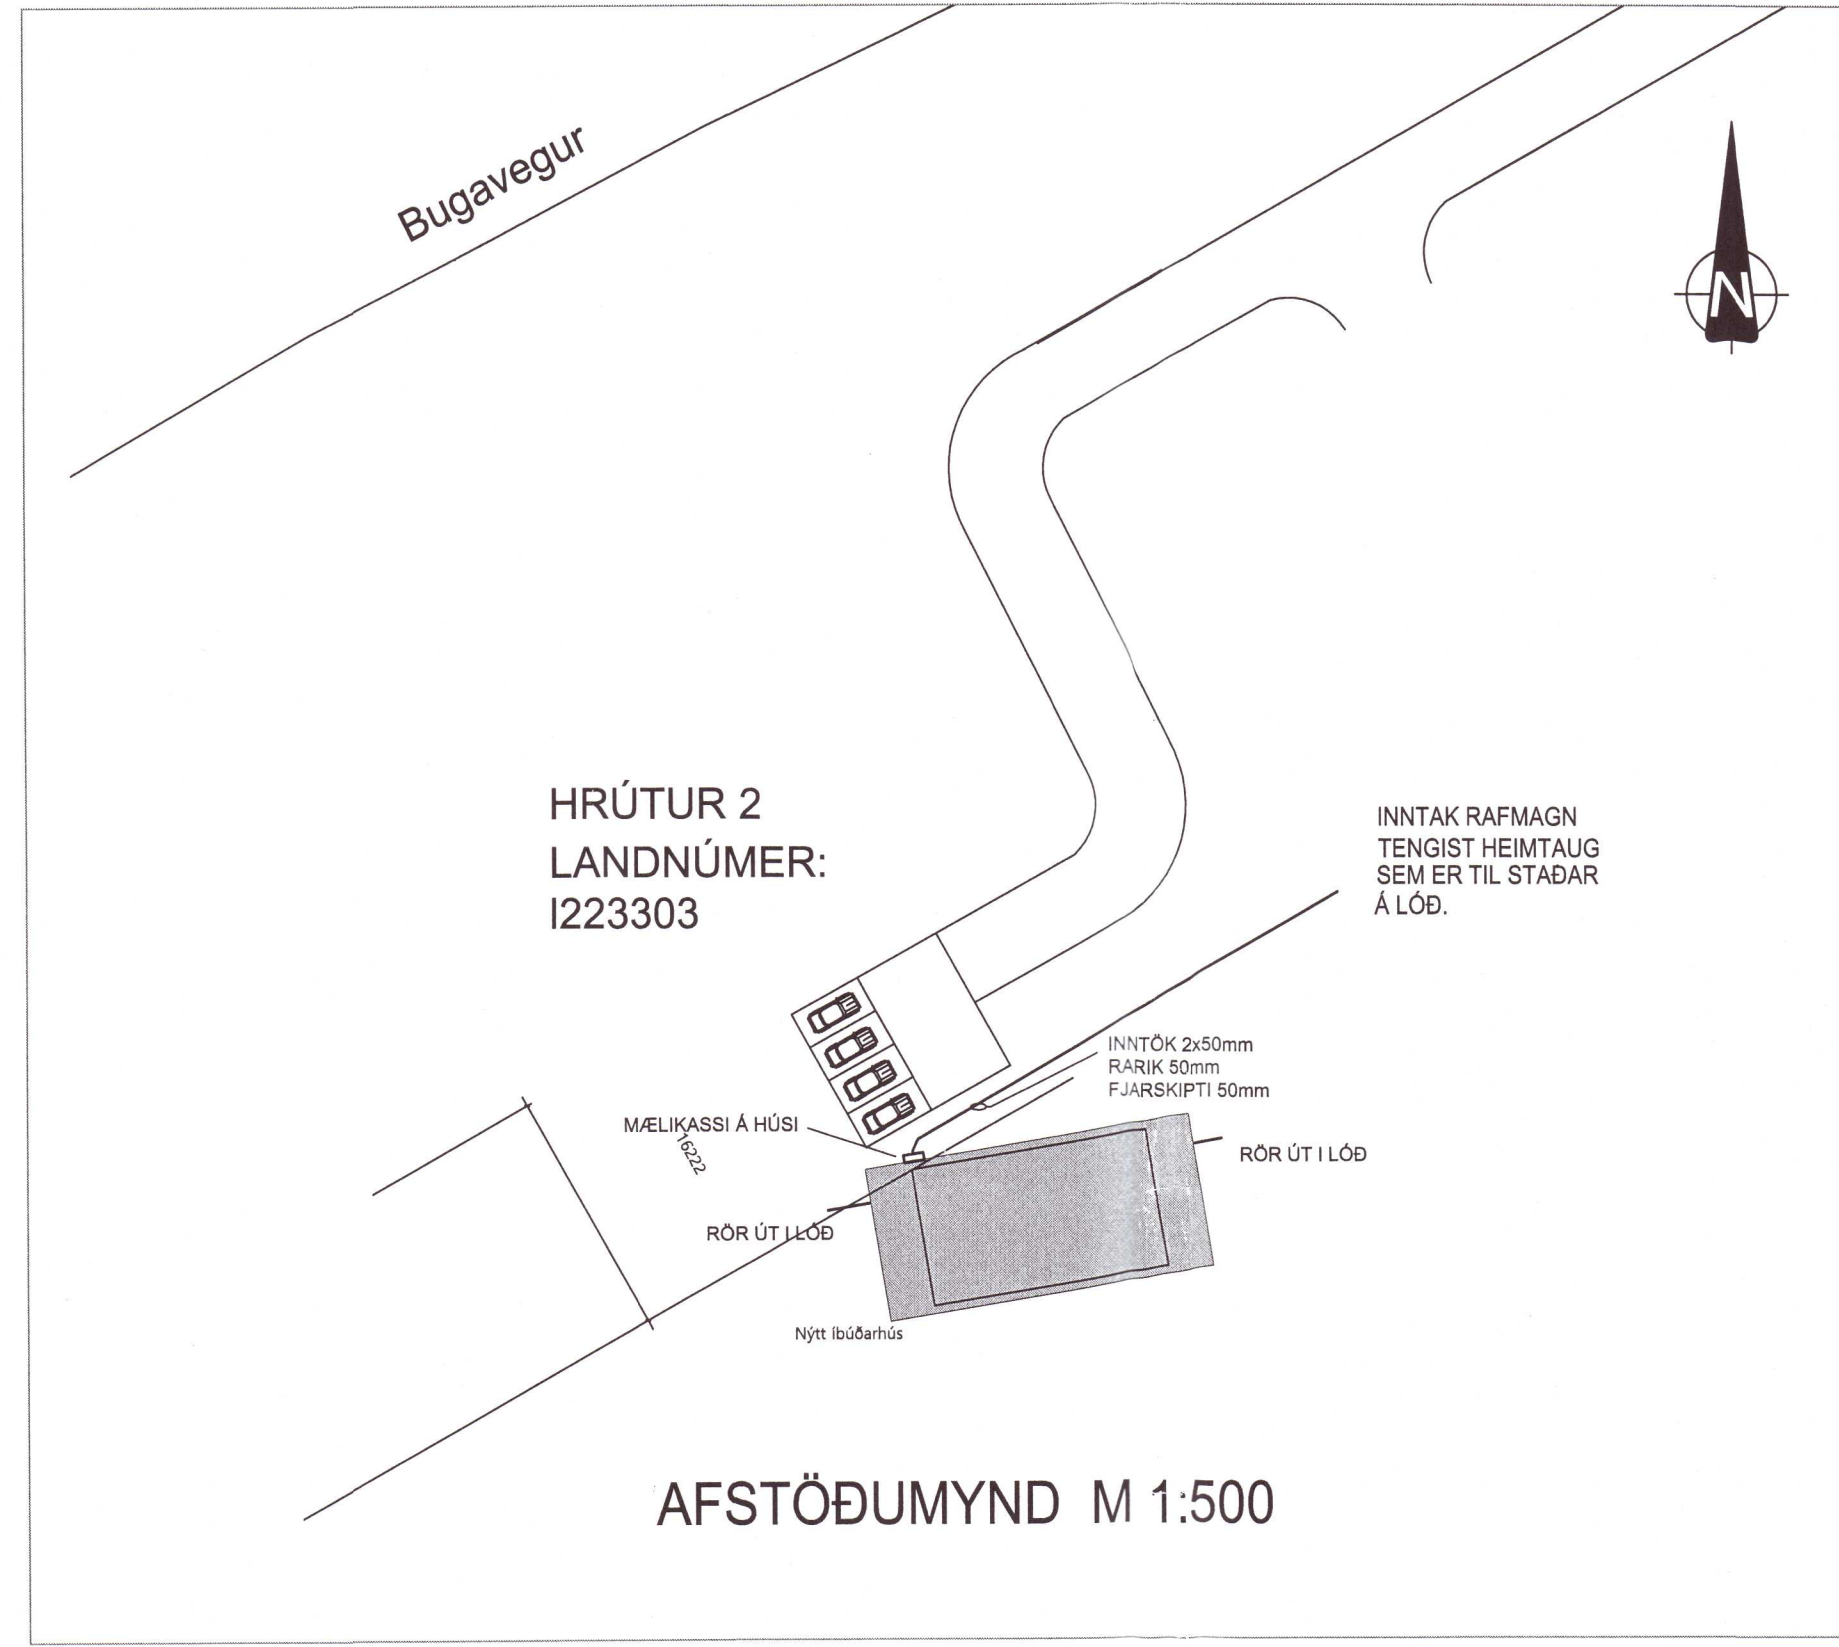 Bugavegur
N
HRÚTUR 2
LANDNÚMER:
l223303
INNTAK RAFMAGN
TENGIST HEIMTAUG
SEM ER TIL STAÐAR
Á LÓÐ.
INNTÖK 2x50mm
RARIK 50mm
FJARSKIPTI 50mm
MÆLIKASSI Á HÚSI
16222
RÖR ÚT I LÓÐ
RÖR ÚT I LÓÐ
Nýtt íbúðarhús
AFSTÖÐUMYND M 1:500